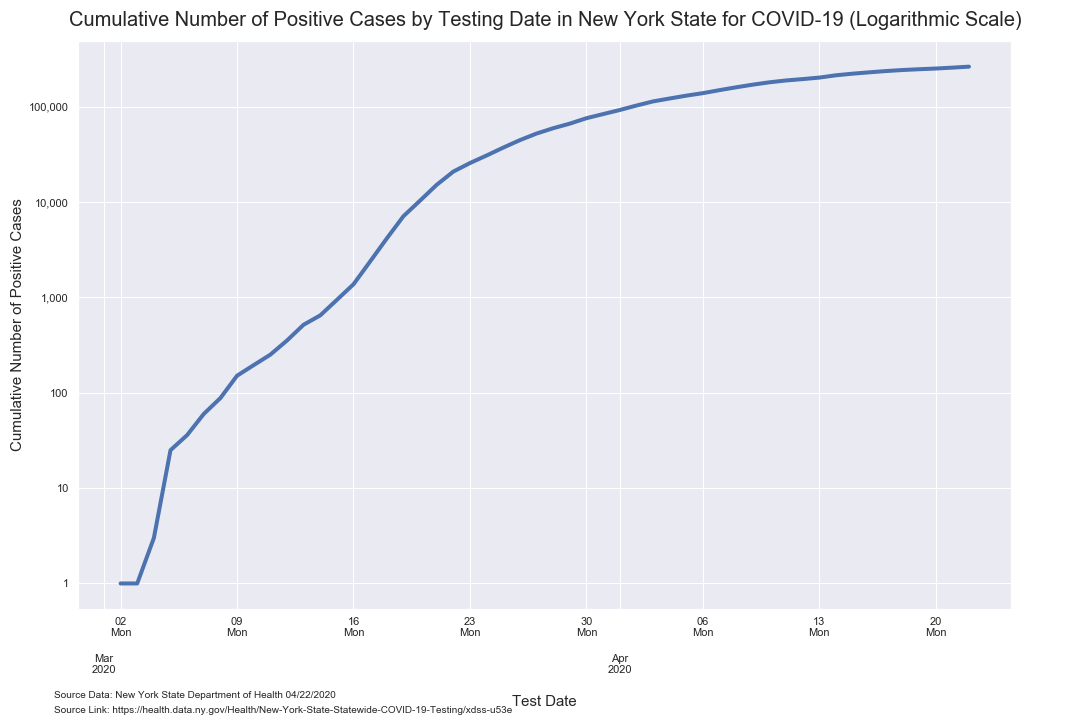 Cumulative Number of Positive Cases by Testing Date in New York State for COVID-19 (Logarithmic Scale)
Cumulative Number of Positive Cases
100,000
10,000
1,000
100
10
1
02 09 16 23 30 06 13 20
Mon Mon Mon Mon Mon Mon Mon Mon
Mar Apr
2020 2020
Test Date
Source Data: New York State Department of Health 04/22/2020
Source Link: https://health.data.ny.gov/Health/New-York-State-Statewide-COVID-19-Testing/xdss-u53e